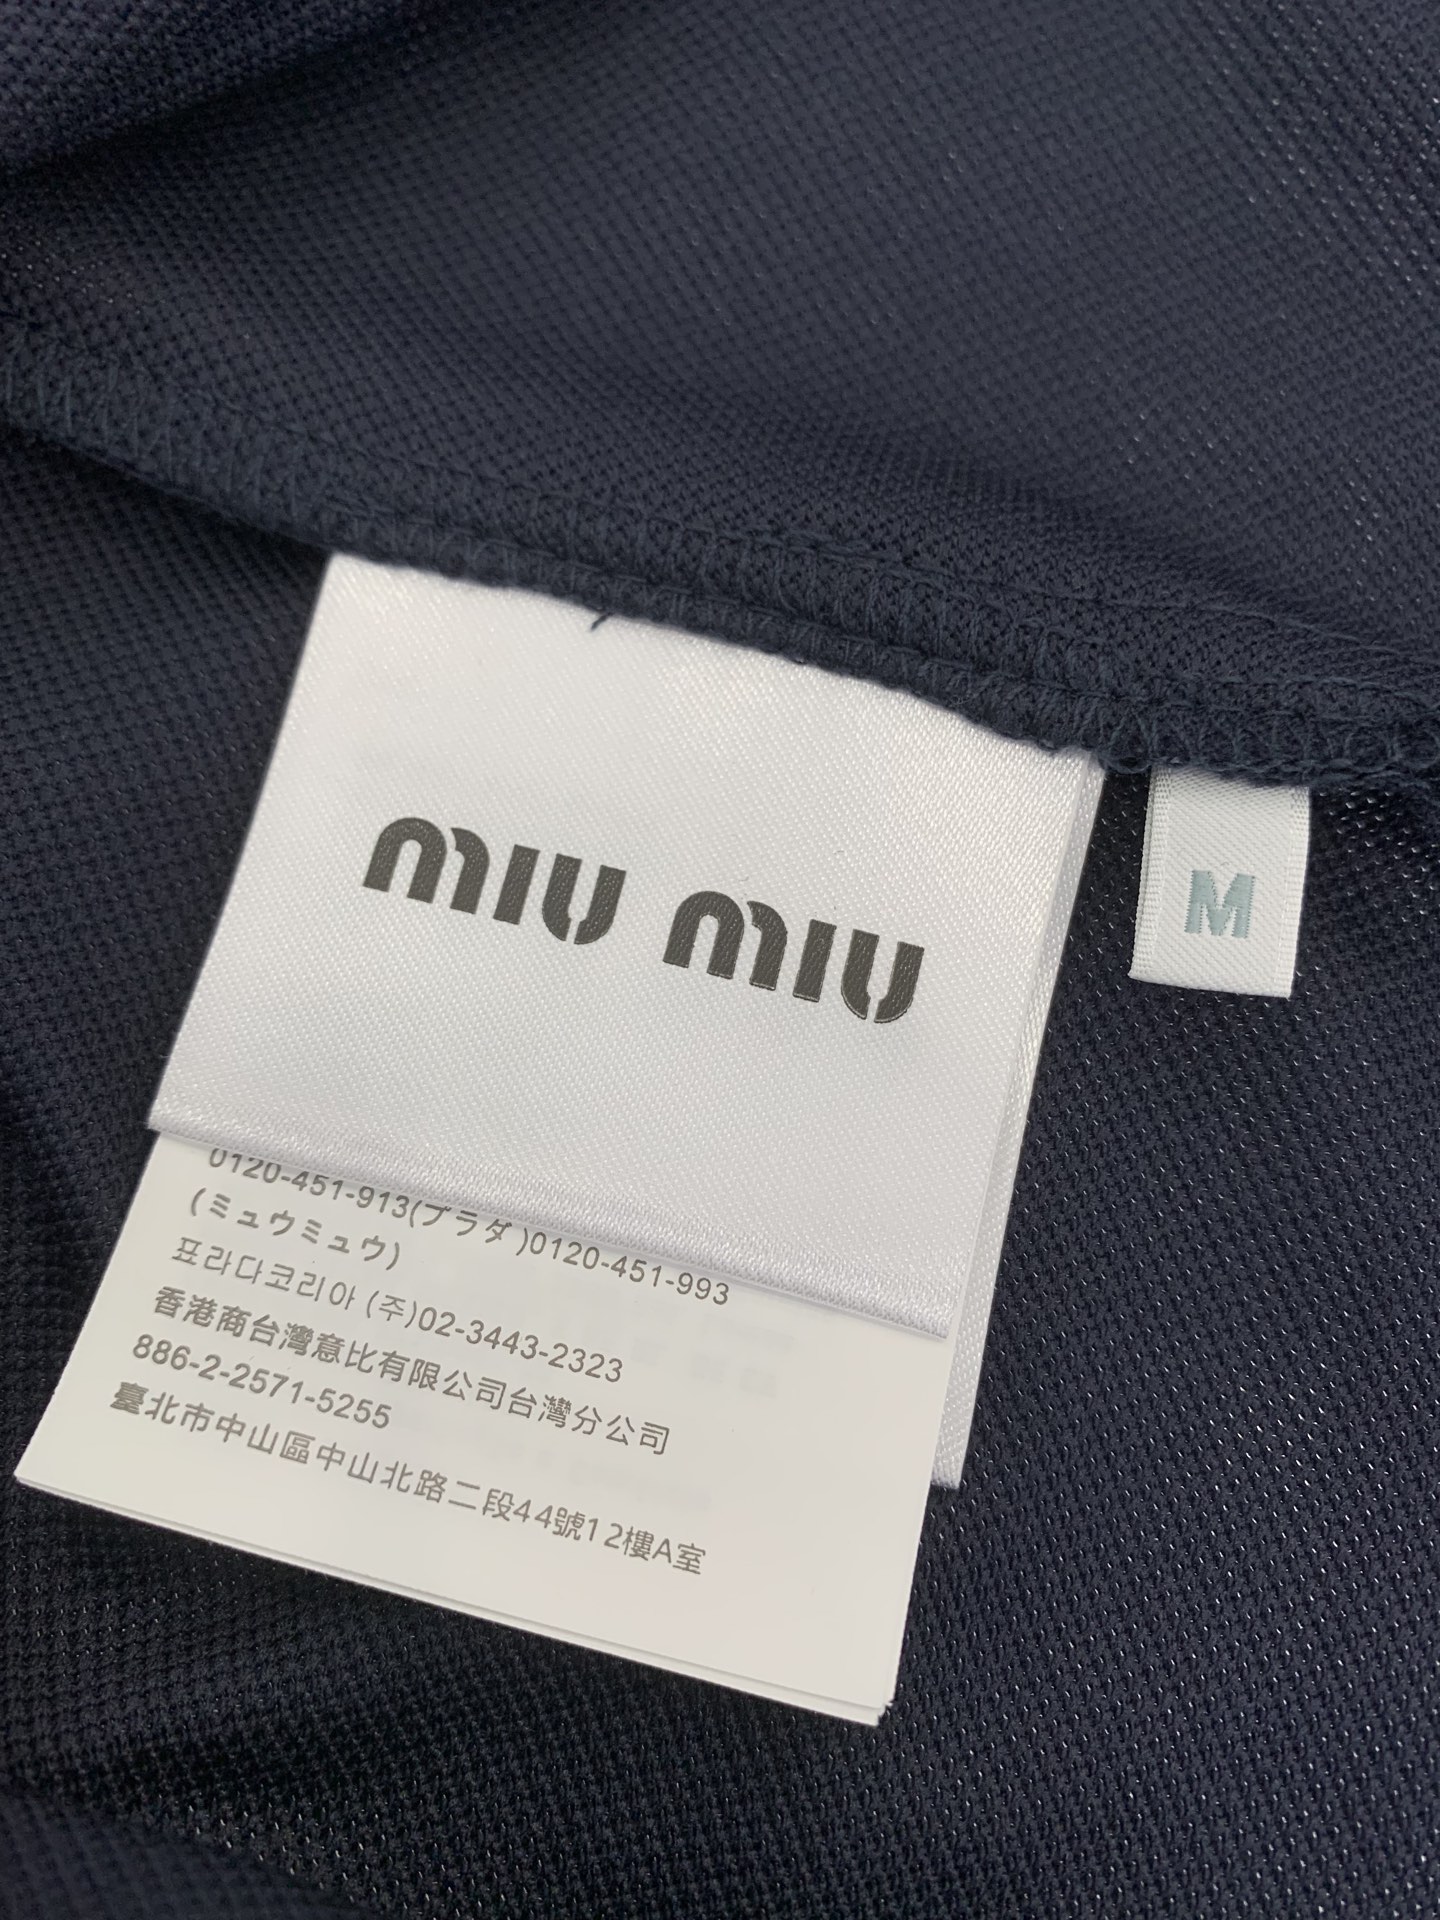 MIU MIU
M
0120-451-913(プラダ)0120-451-993
(ミュウミュウ)
표라다코리아 (주)02-3443-2323
香港商台灣意比有限公司台灣分公司
886-2-2571-5255
臺北市中山區中山北路二段44號12樓A室